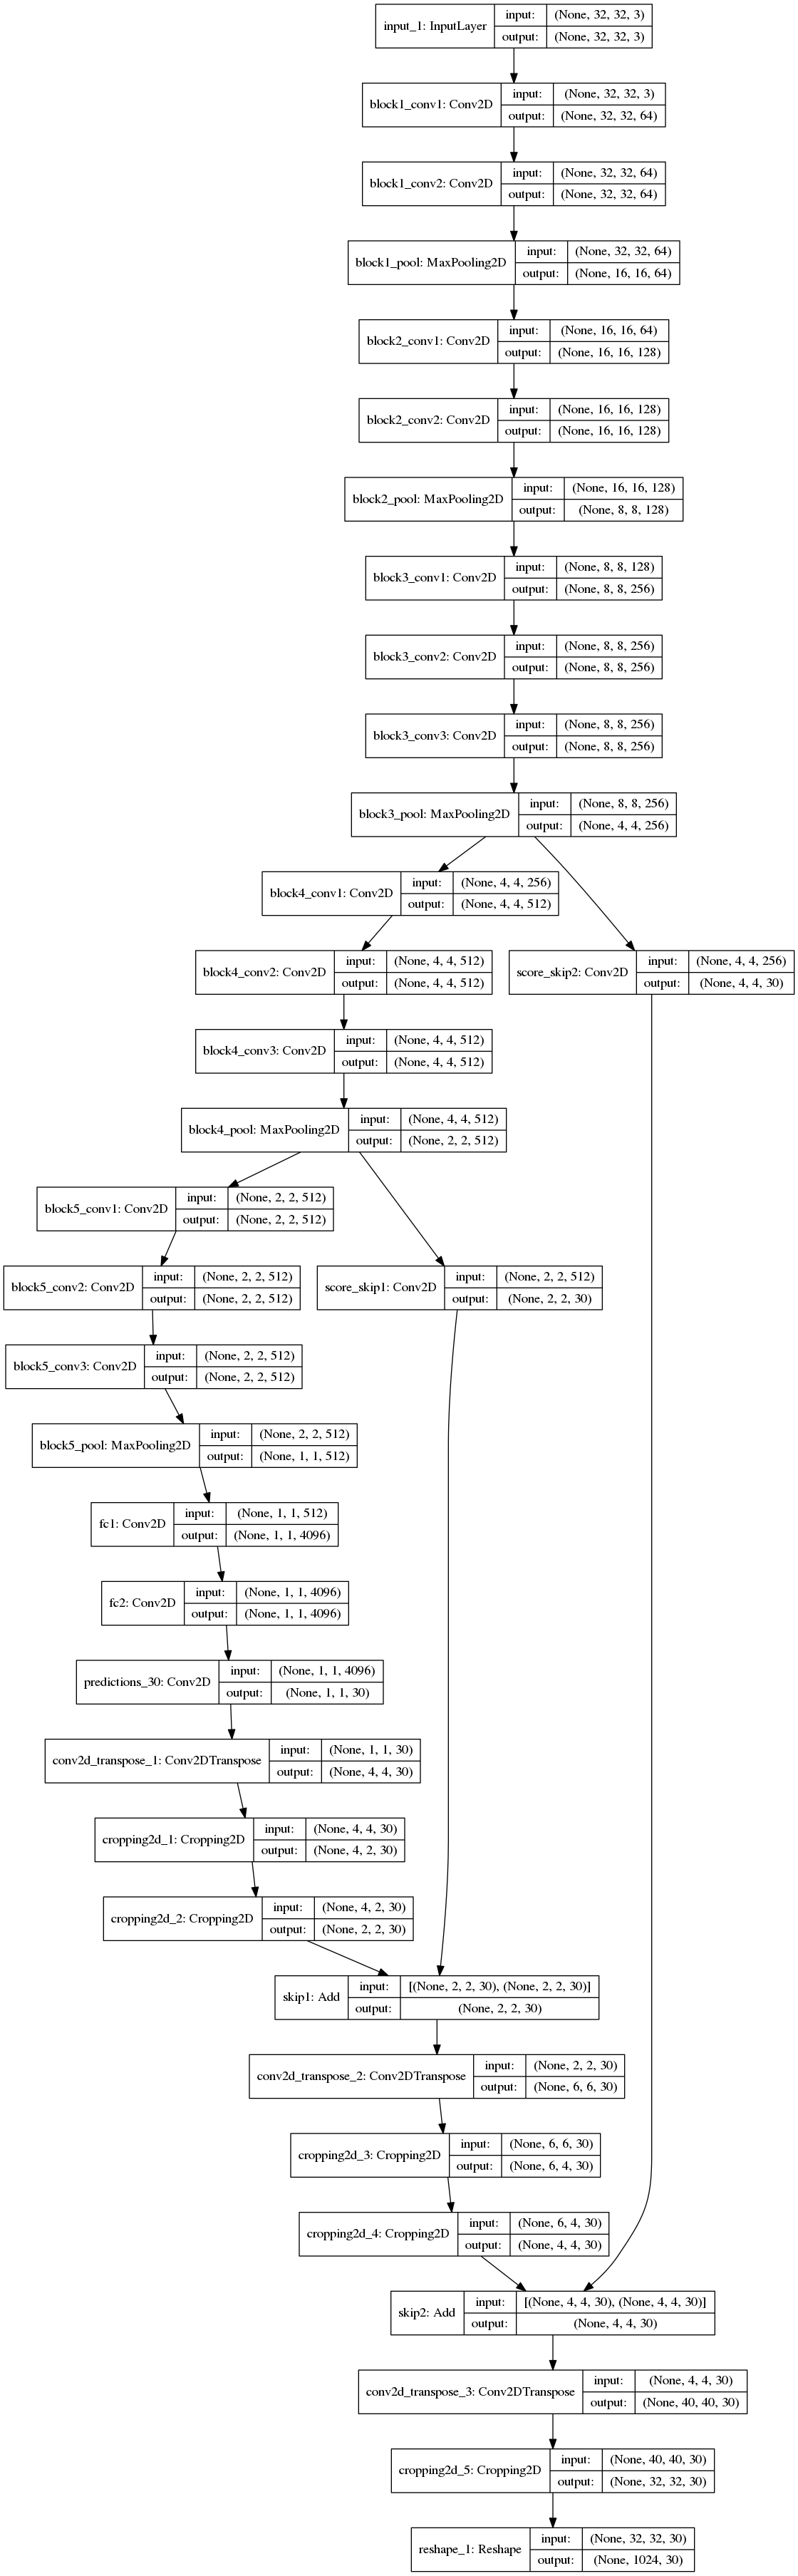 input_1: InputLayer
input: (None, 32, 32, 3)
output: (None, 32, 32, 3)
block1_conv1: Conv2D
input: (None, 32, 32, 3)
output: (None, 32, 32, 64)
block1_conv2: Conv2D
input: (None, 32, 32, 64)
output: (None, 32, 32, 64)
block1_pool: MaxPooling2D
input: (None, 32, 32, 64)
output: (None, 16, 16, 64)
block2_conv1: Conv2D
input: (None, 16, 16, 64)
output: (None, 16, 16, 128)
block2_conv2: Conv2D
input: (None, 16, 16, 128)
output: (None, 16, 16, 128)
block2_pool: MaxPooling2D
input: (None, 16, 16, 128)
output: (None, 8, 8, 128)
block3_conv1: Conv2D
input: (None, 8, 8, 128)
output: (None, 8, 8, 256)
block3_conv2: Conv2D
input: (None, 8, 8, 256)
output: (None, 8, 8, 256)
block3_conv3: Conv2D
input: (None, 8, 8, 256)
output: (None, 8, 8, 256)
block3_pool: MaxPooling2D
input: (None, 8, 8, 256)
output: (None, 4, 4, 256)
block4_conv1: Conv2D
input: (None, 4, 4, 256)
output: (None, 4, 4, 512)
block4_conv2: Conv2D
input: (None, 4, 4, 512)
output: (None, 4, 4, 512)
score_skip2: Conv2D
input: (None, 4, 4, 256)
output: (None, 4, 4, 30)
block4_conv3: Conv2D
input: (None, 4, 4, 512)
output: (None, 4, 4, 512)
block4_pool: MaxPooling2D
input: (None, 4, 4, 512)
output: (None, 2, 2, 512)
block5_conv1: Conv2D
input: (None, 2, 2, 512)
output: (None, 2, 2, 512)
block5_conv2: Conv2D
input: (None, 2, 2, 512)
output: (None, 2, 2, 512)
score_skip1: Conv2D
input: (None, 2, 2, 512)
output: (None, 2, 2, 30)
block5_conv3: Conv2D
input: (None, 2, 2, 512)
output: (None, 2, 2, 512)
block5_pool: MaxPooling2D
input: (None, 2, 2, 512)
output: (None, 1, 1, 512)
fc1: Conv2D
input: (None, 1, 1, 512)
output: (None, 1, 1, 4096)
fc2: Conv2D
input: (None, 1, 1, 4096)
output: (None, 1, 1, 4096)
predictions_30: Conv2D
input: (None, 1, 1, 4096)
output: (None, 1, 1, 30)
conv2d_transpose_1: Conv2DTranspose
input: (None, 1, 1, 30)
output: (None, 4, 4, 30)
cropping2d_1: Cropping2D
input: (None, 4, 4, 30)
output: (None, 4, 2, 30)
cropping2d_2: Cropping2D
input: (None, 4, 2, 30)
output: (None, 2, 2, 30)
skip1: Add
input: [(None, 2, 2, 30), (None, 2, 2, 30)]
output: (None, 2, 2, 30)
conv2d_transpose_2: Conv2DTranspose
input: (None, 2, 2, 30)
output: (None, 6, 6, 30)
cropping2d_3: Cropping2D
input: (None, 6, 6, 30)
output: (None, 6, 4, 30)
cropping2d_4: Cropping2D
input: (None, 6, 4, 30)
output: (None, 4, 4, 30)
skip2: Add
input: [(None, 4, 4, 30), (None, 4, 4, 30)]
output: (None, 4, 4, 30)
conv2d_transpose_3: Conv2DTranspose
input: (None, 4, 4, 30)
output: (None, 40, 40, 30)
cropping2d_5: Cropping2D
input: (None, 40, 40, 30)
output: (None, 32, 32, 30)
reshape_1: Reshape
input: (None, 32, 32, 30)
output: (None, 1024, 30)